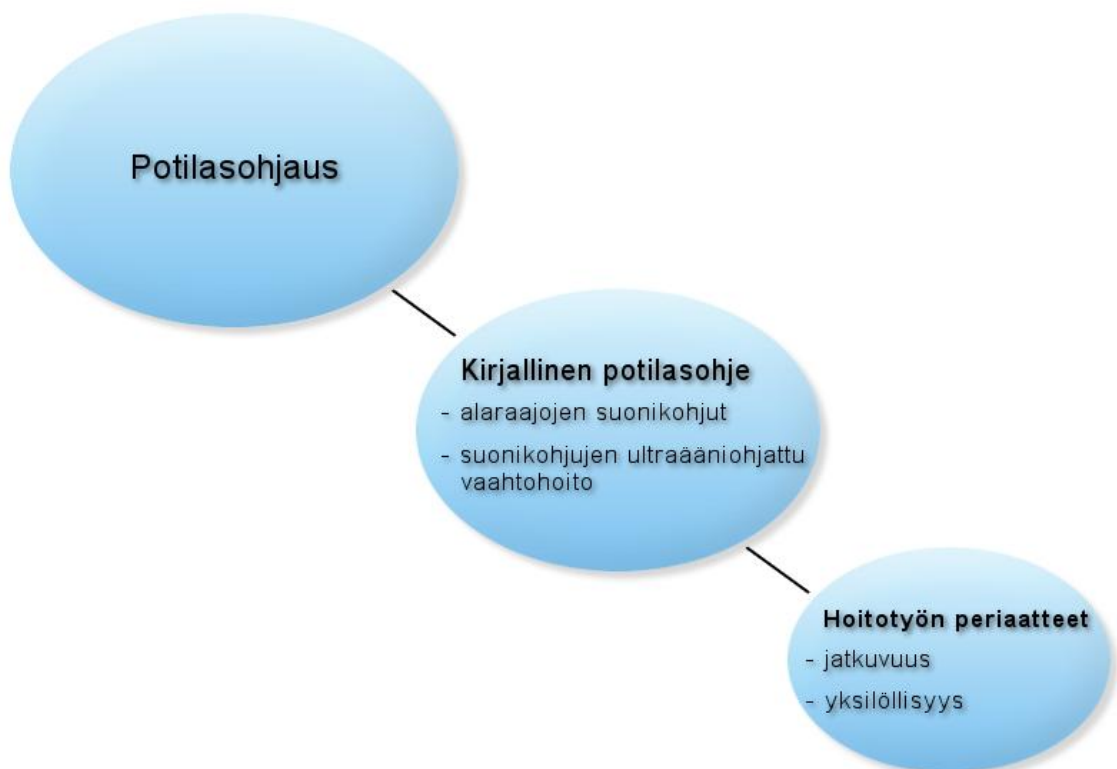 Potilasohjaus
Kirjallinen potilasohje
- alaraajojen suonikohjut
- suonikohjujen ultraääniohjattu
vaahtohoito
Hoitotyön periaatteet
- jatkuvuus
- yksilöllisyys